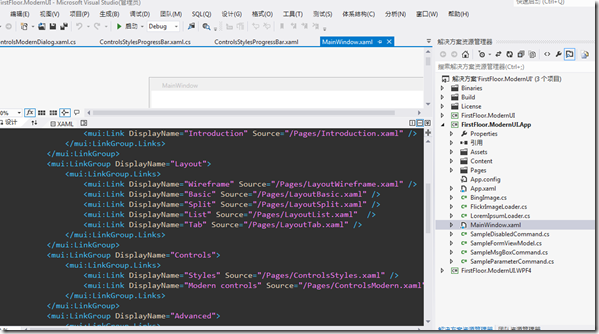 FirstFloor.ModernUI - Microsoft Visual Studio(管理员)
文件(F) 编辑(E) 视图(V) 项目(P) 生成(B) 调试(D) 团队(M) SQL(Q) 设计(G) 格式(O) 工具(T) 测试(S) 体系结构(C) 分析(N) 窗口(W) 帮助(H)
启动 Debug
ControlsModernDialog.xaml.cs ControlsStylesProgressBar.xaml.cs ControlsStylesProgressBar.xaml MainWindow.xaml
MainWindow
设计 XAML
<mui:Link DisplayName="Introduction" Source="/Pages/Introduction.xaml" />
</mui:LinkGroup.Links>
</mui:LinkGroup>
<mui:LinkGroup DisplayName="Layout">
<mui:LinkGroup.Links>
<mui:Link DisplayName="Wireframe" Source="/Pages/LayoutWireframe.xaml" />
<mui:Link DisplayName="Basic" Source="/Pages/LayoutBasic.xaml" />
<mui:Link DisplayName="Split" Source="/Pages/LayoutSplit.xaml" />
<mui:Link DisplayName="List" Source="/Pages/LayoutList.xaml" />
<mui:Link DisplayName="Tab" Source="/Pages/LayoutTab.xaml" />
</mui:LinkGroup.Links>
</mui:LinkGroup>
<mui:LinkGroup DisplayName="Controls">
<mui:LinkGroup.Links>
<mui:Link DisplayName="Styles" Source="/Pages/ControlsStyles.xaml" />
<mui:Link DisplayName="Modern controls" Source="/Pages/ControlsModern.xaml"
</mui:LinkGroup.Links>
</mui:LinkGroup>
<mui:LinkGroup DisplayName="Advanced">
解决方案资源管理器
搜索解决方案资源管理器(Ctrl+;)
解决方案'FirstFloor.ModernUI' (3 个项目)
Binaries
Build
License
FirstFloor.ModernUI
FirstFloor.ModernUI.App
Properties
引用
Assets
Content
Pages
App.config
App.xaml
BingImage.cs
FlickrImageLoader.cs
LoremIpsumLoader.cs
MainWindow.xaml
SampleDisabledCommand.cs
SampleFormViewModel.cs
SampleMsgBoxCommand.cs
SampleParameterCommand.cs
FirstFloor.ModernUI.WPF4